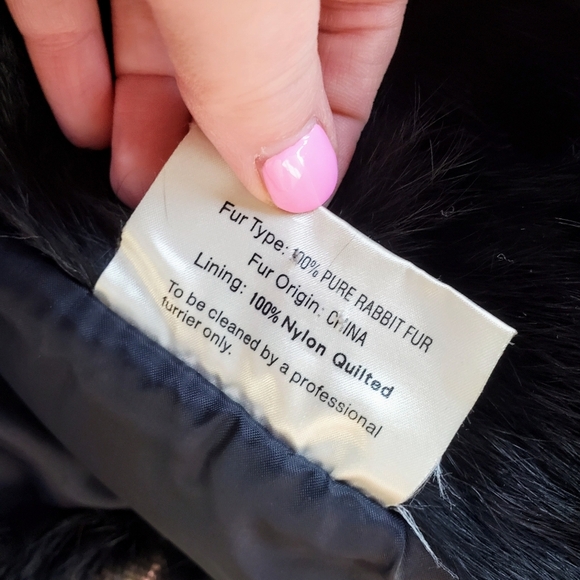 Fur Type: 100% PURE RABBIT FUR
Fur Origin: CHINA
Lining: 100% Nylon Quilted
To be cleaned by a professional
furrier only.